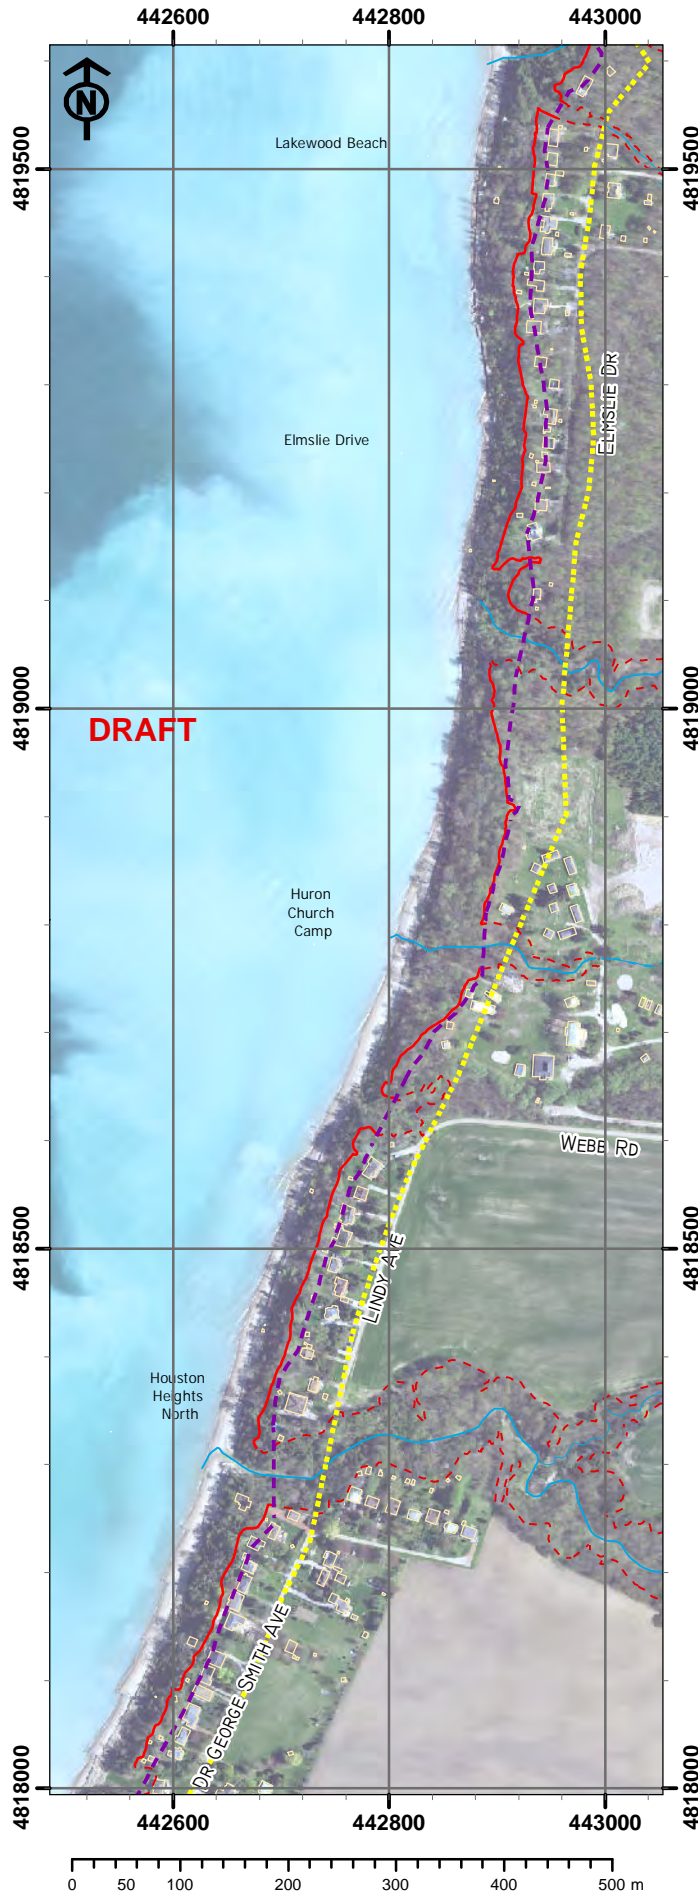 442600 442800 443000
N
Lakewood Beach
4819500 4819500
Elmslie Drive
ELMSLIE DR
4819000 4819000
DRAFT
Huron
Church
Camp
WEBB RD
4818500 4818500
LINDY AVE
Houston
Heights
North
DR GEORGE SMITH AVE
4818000 4818000
442600 442800 443000
0 50 100 200 300 400 500 m